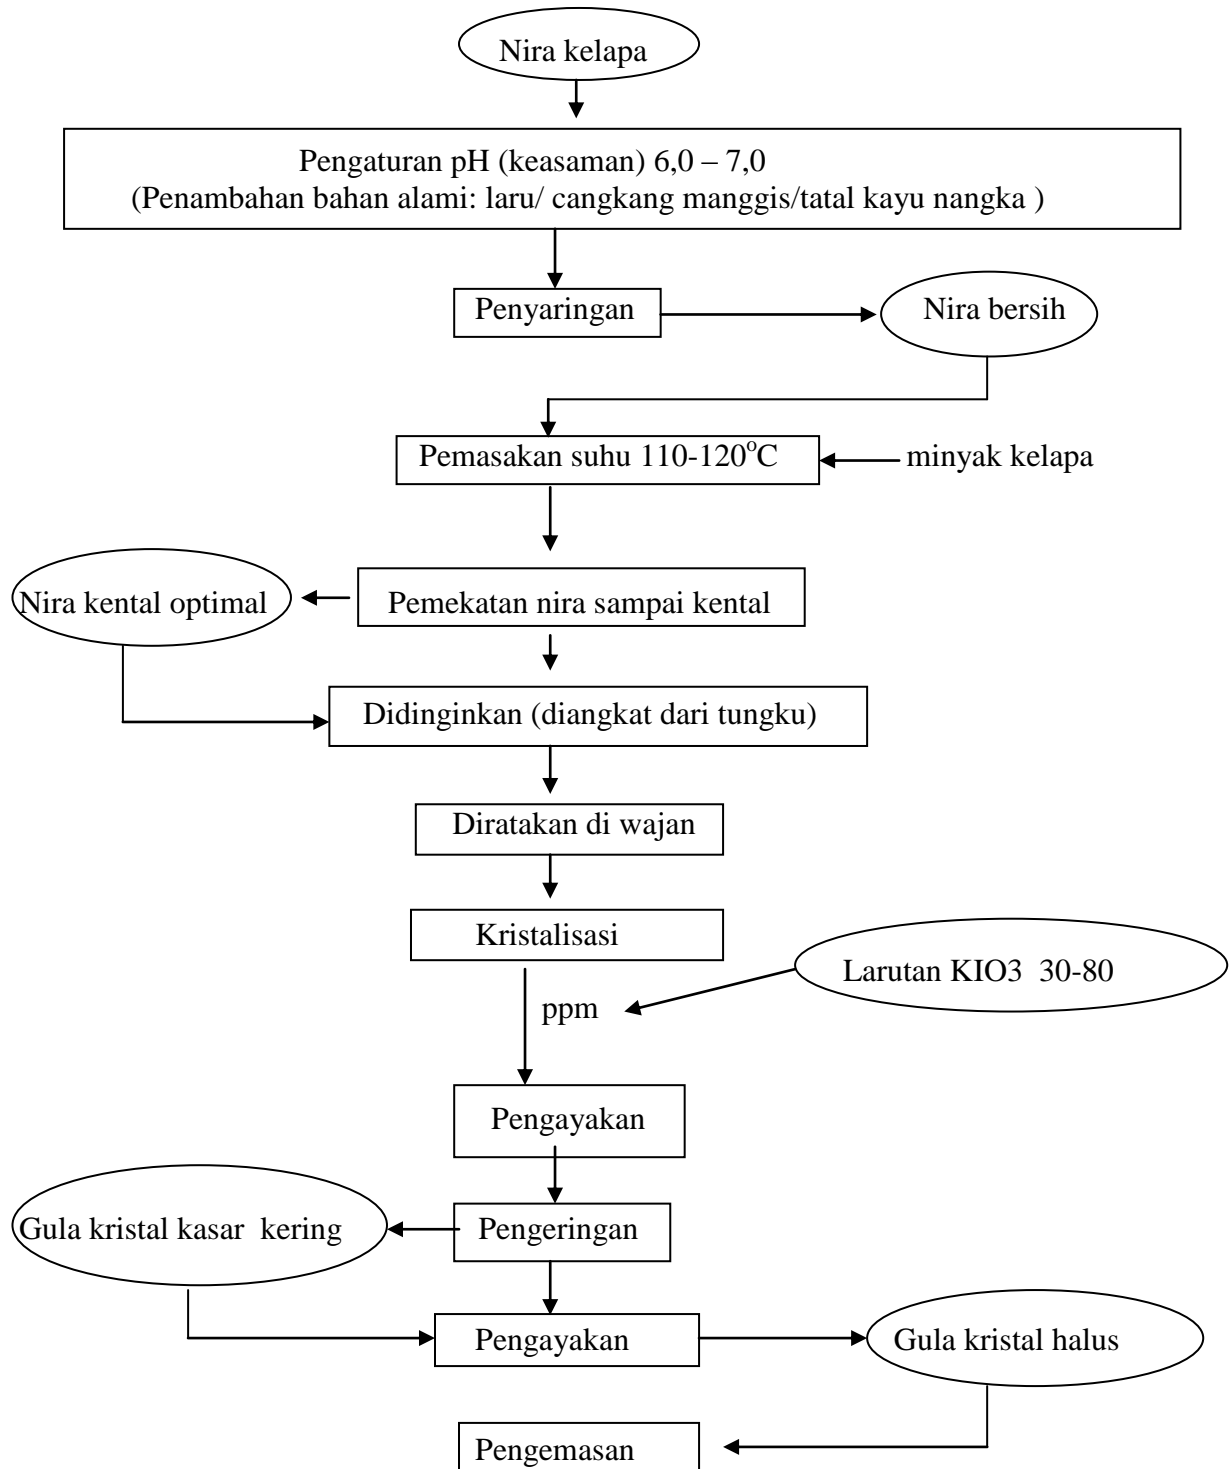 Nira kelapa
Pengaturan pH (keasaman) 6,0 – 7,0
(Penambahan bahan alami: laru/ cangkang manggis/tatal kayu nangka )
Penyaringan
Nira bersih
Pemasakan suhu 110-120°C
minyak kelapa
Nira kental optimal
Pemekatan nira sampai kental
Didinginkan (diangkat dari tungku)
Diratakan di wajan
Kristalisasi
Larutan KIO3 30-80
ppm
Pengayakan
Gula kristal kasar kering
Pengeringan
Pengayakan
Gula kristal halus
Pengemasan